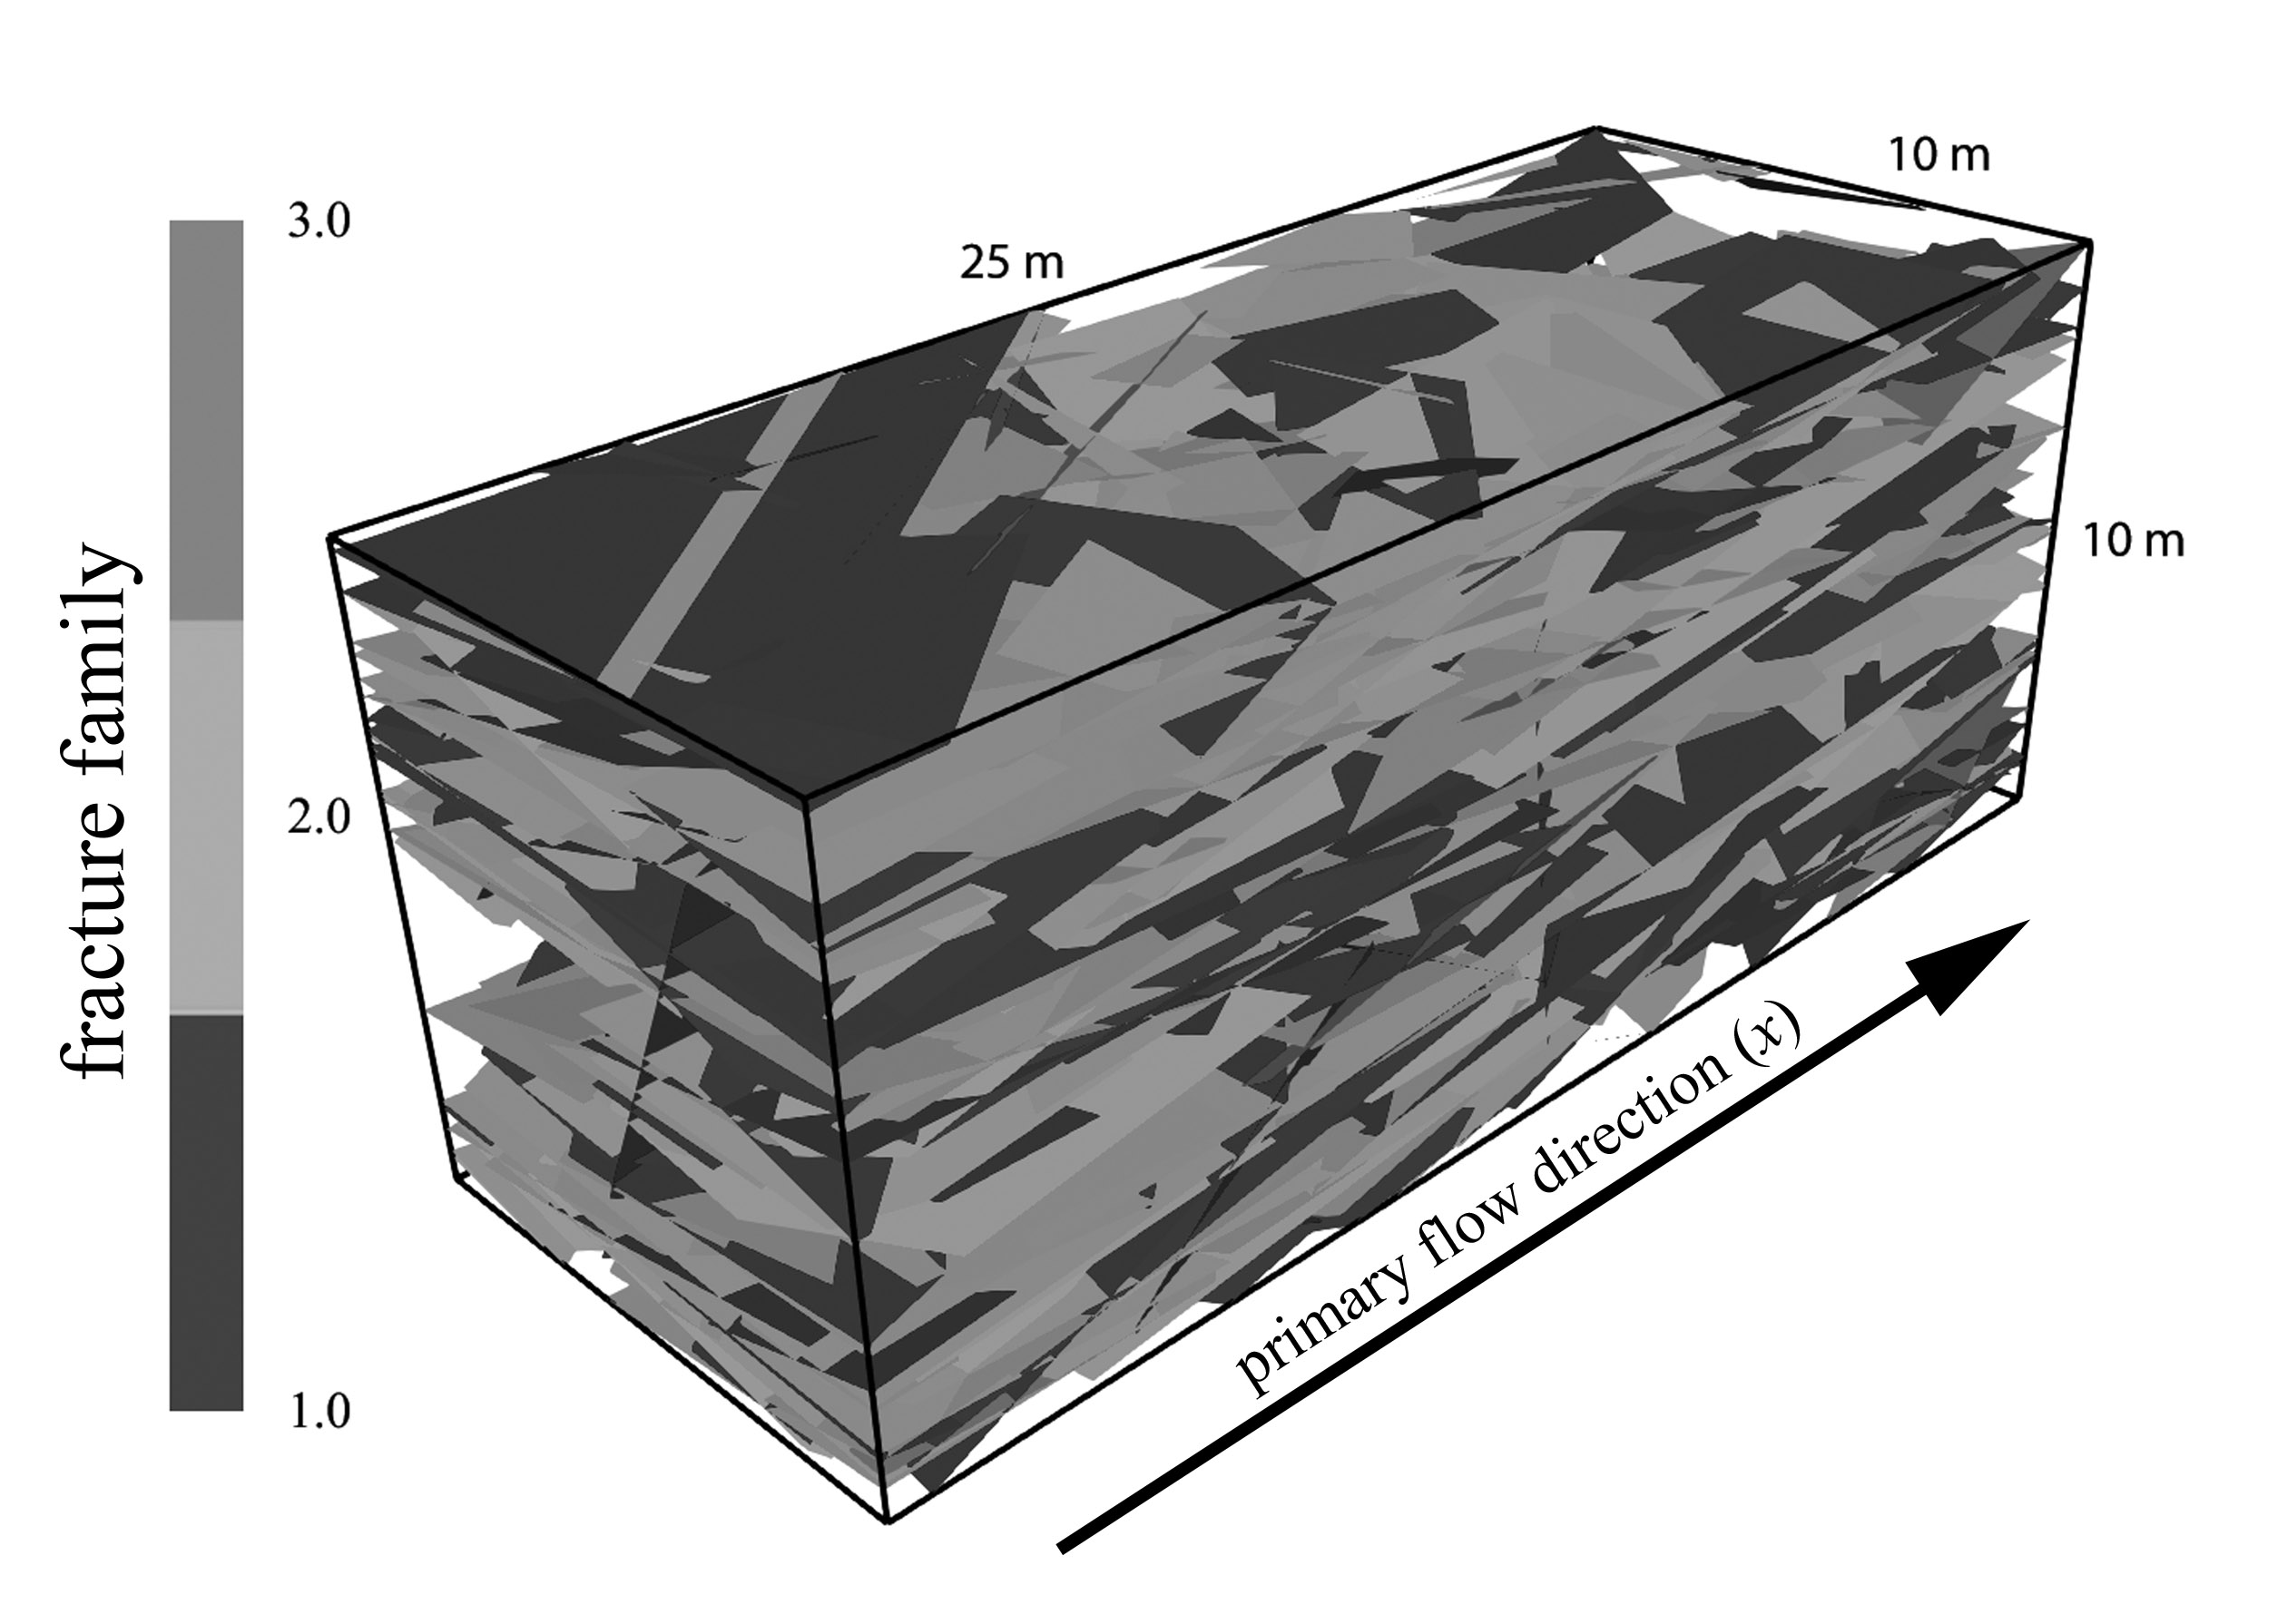 10 m
25 m
3.0
10 m
fracture family
2.0
primary flow direction (x)
1.0